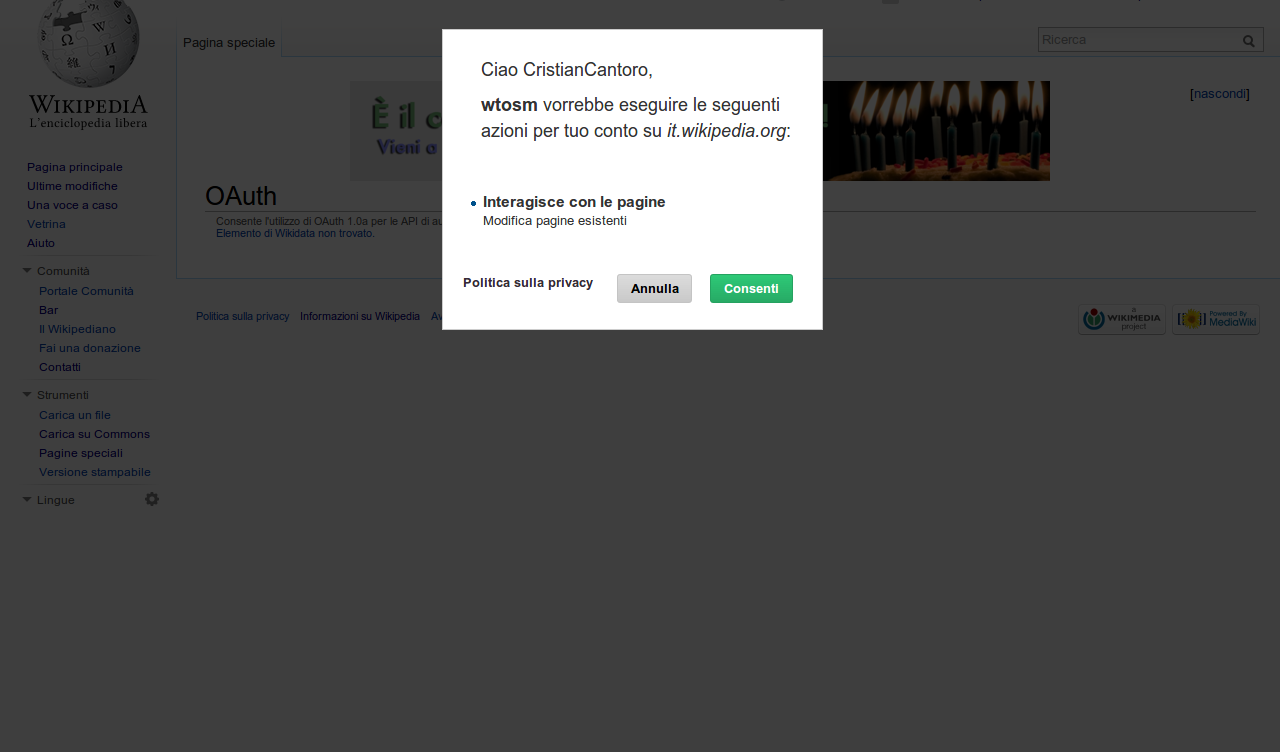 Pagina speciale
Ricerca
WIKIPEDIA
L'enciclopedia libera
Ciao CristianCantoro,
wtosm vorrebbe eseguire le seguenti
azioni per tuo conto su it.wikipedia.org:
[nascondi]
È il
Vieni a
!
OAuth
Consente l'utilizzo di OAuth 1.0a per le API di
Elemento di Wikidata non trovato.
Interagisce con le pagine
Modifica pagine esistenti
Politica sulla privacy
Annulla
Consenti
Pagina principale
Ultime modifiche
Una voce a caso
Vetrina
Aiuto
Comunità
Portale Comunità
Bar
Il Wikipediano
Fai una donazione
Contatti
Strumenti
Carica un file
Carica su Commons
Pagine speciali
Versione stampabile
Lingue
Politica sulla privacy Informazioni su Wikipedia
a
WIKIMEDIA
project
Powered By
MediaWiki